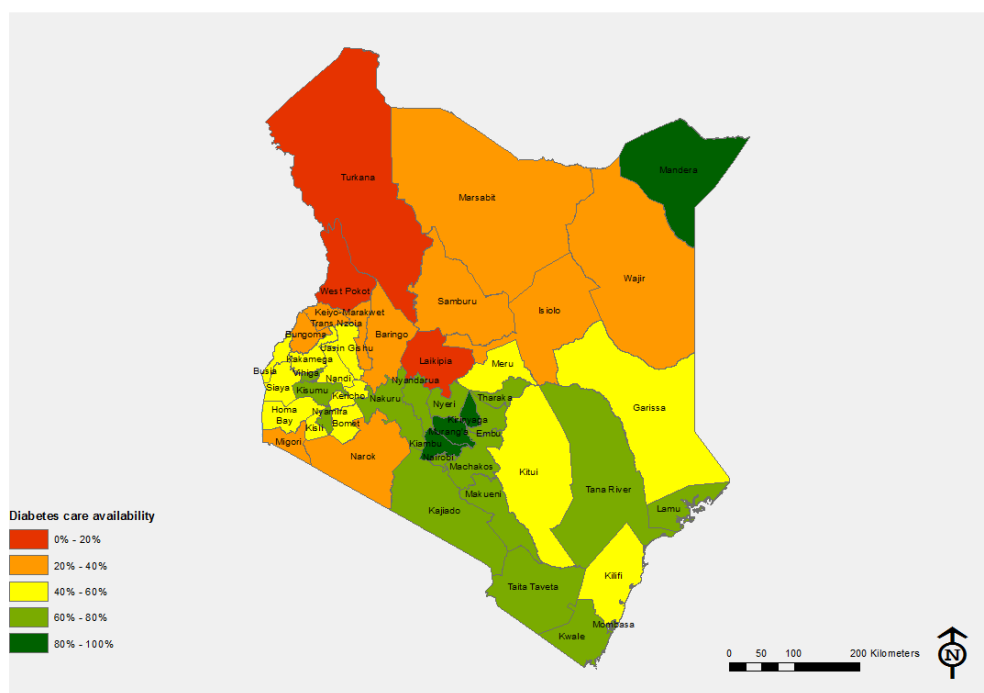 Mandera
Turkana
Marsabit
Wajir
West Pokot
Samburu
Isiolo
Keiyo-Marakwet
Trans Nzoia
Bungoma
Baringo
Uasin Gishu
Kakamega
Laikipia
Meru
Busia
Vihiga
Nandi
Nyandarua
Siaya
Kisumu
Kericho
Nakuru
Nyeri
Tharaka
Garissa
Homa
Bay
Nyamira
Kirinyaga
Kisii
Bomet
Murang'a
Embu
Migori
Kiambu
Narok
Nairobi
Machakos
Kitui
Tana River
Makueni
Kajiado
Lamu
Diabetes care availability
0% - 20%
20% - 40%
40% - 60%
60% - 80%
80% - 100%
Kilifi
Taita Taveta
Mombasa
Kwale
0 50 100 200 Kilometers
N